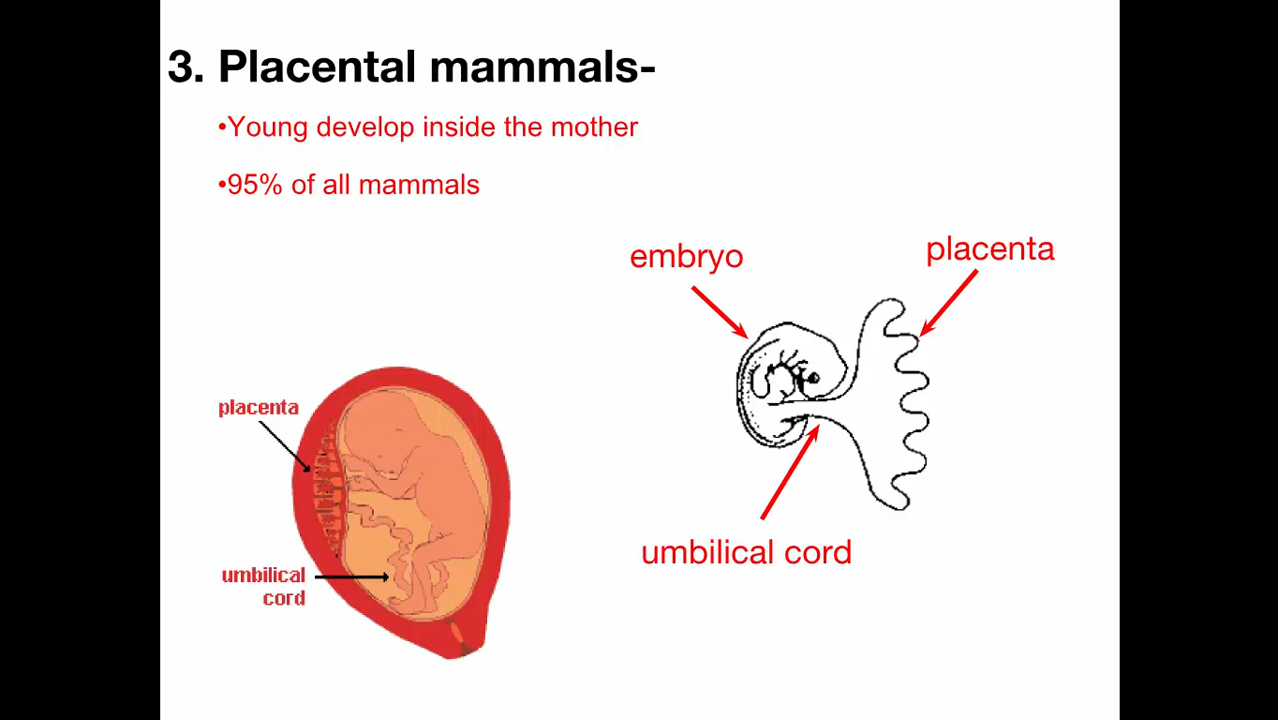 3. Placental mammals-
•Young develop inside the mother
•95% of all mammals
embryo
placenta
umbilical cord
placenta
umbilical
cord